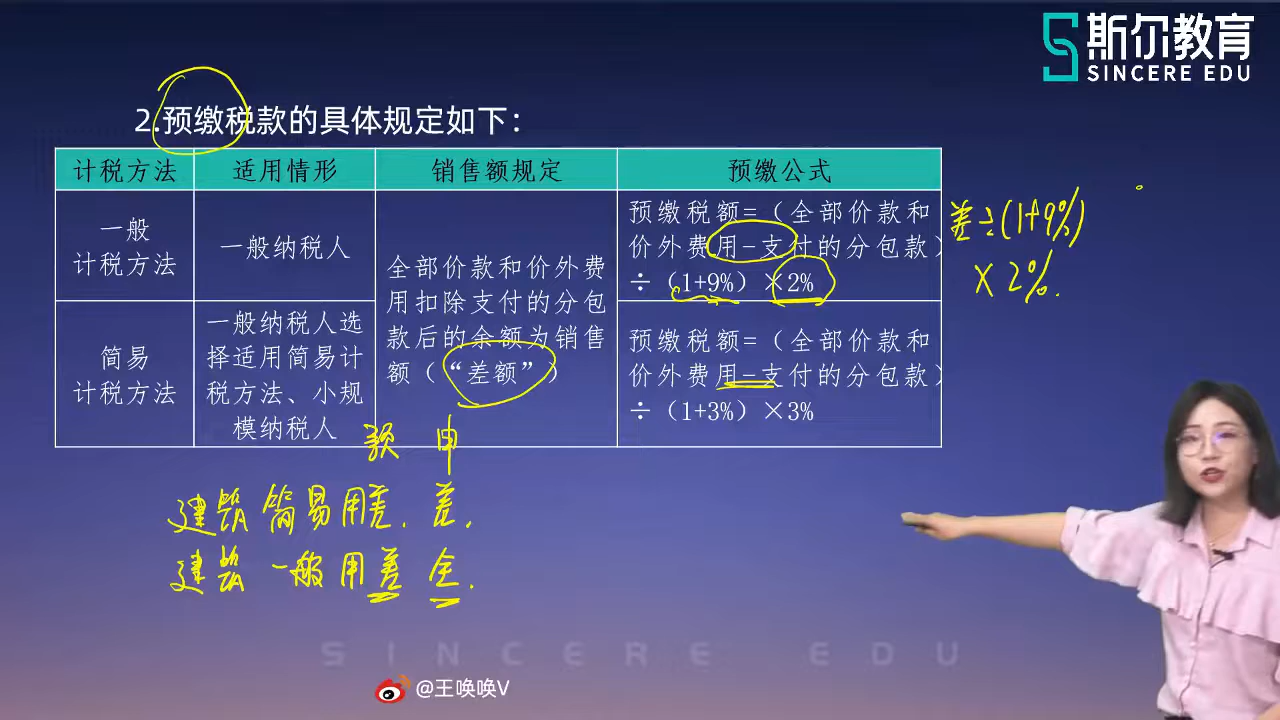 斯尔教育
SINCERE EDU
2.预缴税款的具体规定如下：
计税方法
适用情形
销售额规定
预缴公式
一般
计税方法
一般纳税人
全部价款和价外费
用扣除支付的分包
款后的余额为销售
额（“差额”）
预缴税额=（全部价款和
价外费用-支付的分包款）
÷（1+9%）×2%
简易
计税方法
一般纳税人选
择适用简易计
税方法、小规
模纳税人
预缴税额=（全部价款和
价外费用-支付的分包款）
÷（1+3%）×3%
差÷(1+9%)
×2%.
预 申
建筑 简易用差. 差.
建筑 一般用差 全.
SINCERE EDU
@王唤唤V